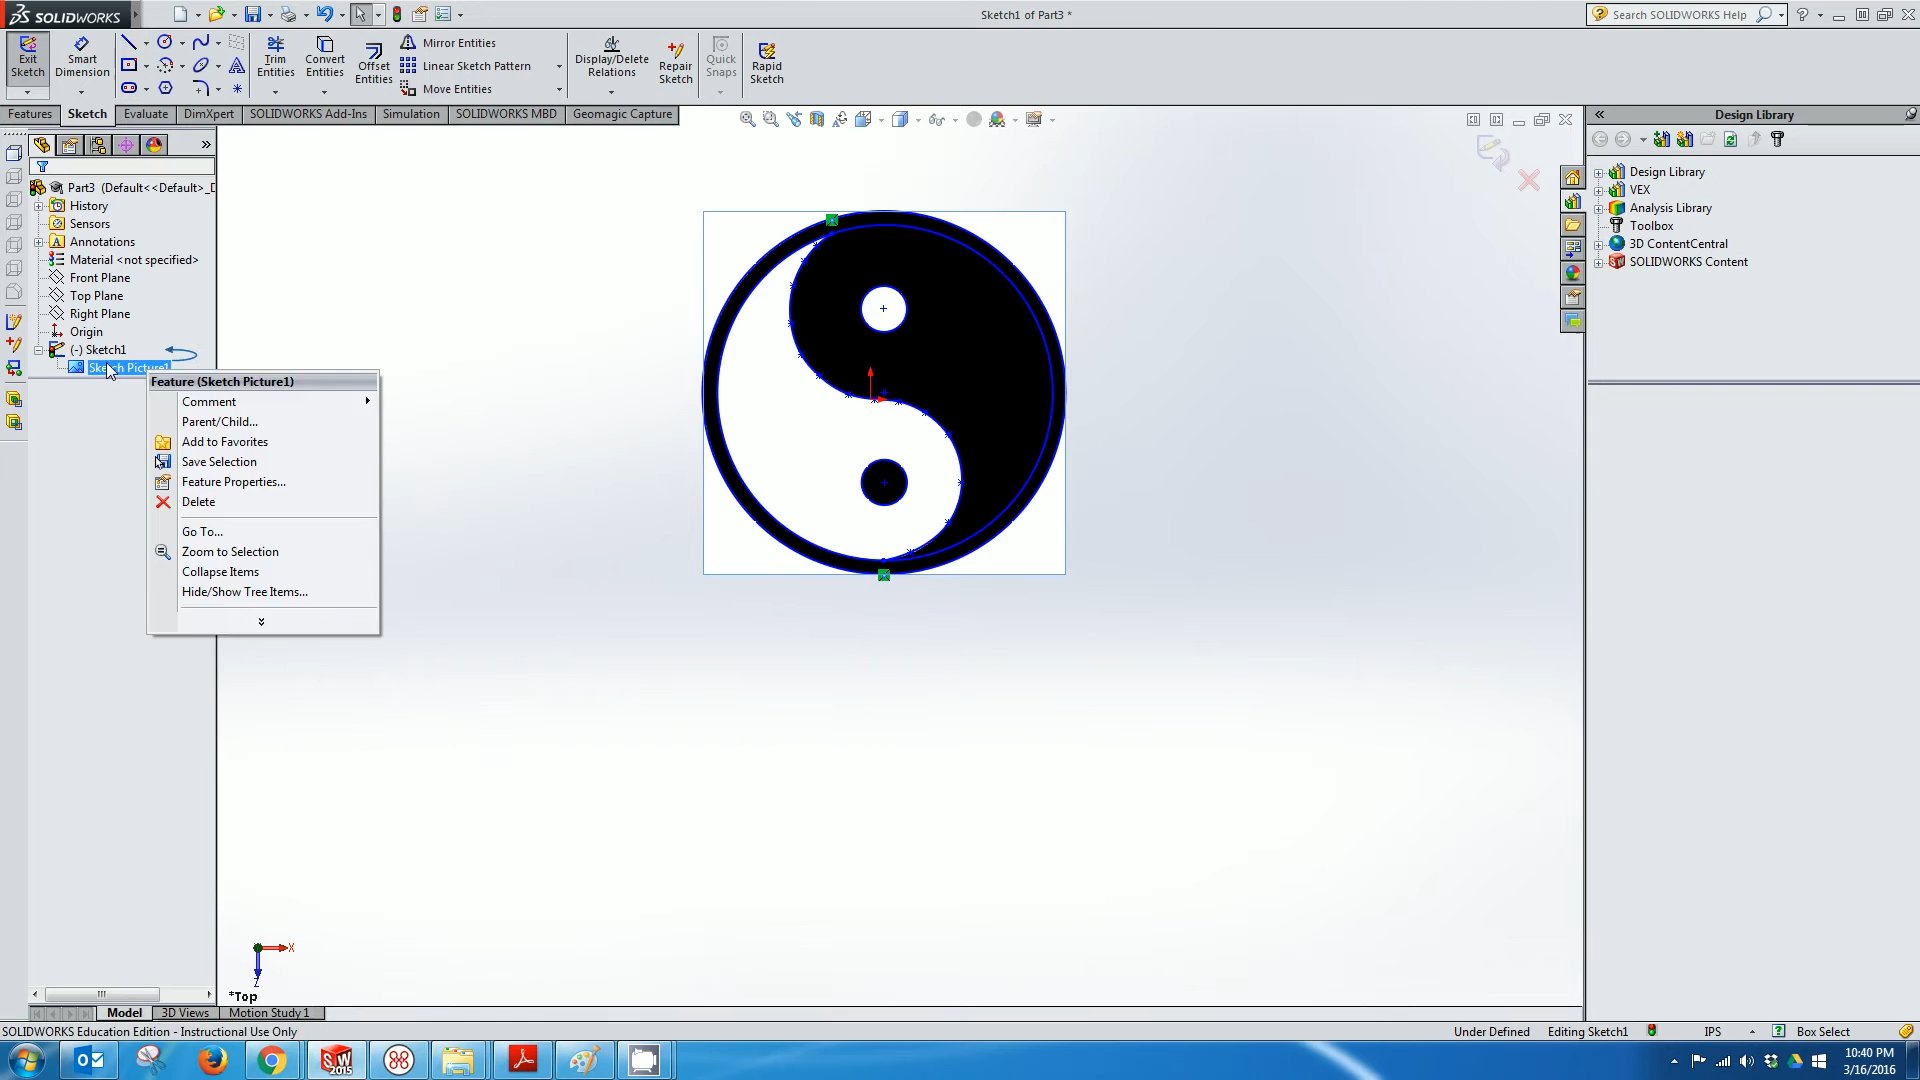 SOLIDWORKS
Sketch1 of Part3 *
Search SOLIDWORKS Help
Exit Sketch
Smart Dimension
Trim Entities
Convert Entities
Offset Entities
Mirror Entities
Linear Sketch Pattern
Move Entities
Display/Delete Relations
Repair Sketch
Quick Snaps
Rapid Sketch
Features
Sketch
Evaluate
DimXpert
SOLIDWORKS Add-Ins
Simulation
SOLIDWORKS MBD
Geomagic Capture
Design Library
Part3 (Default<<Default>_D
History
Sensors
Annotations
Material <not specified>
Front Plane
Top Plane
Right Plane
Origin
(-) Sketch1
Sketch Picture1
Feature (Sketch Picture1)
Comment
Parent/Child...
Add to Favorites
Save Selection
Feature Properties...
Delete
Go To...
Zoom to Selection
Collapse Items
Hide/Show Tree Items...
Design Library
VEX
Analysis Library
Toolbox
3D ContentCentral
SOLIDWORKS Content
X
Z
*Top
Model
3D Views
Motion Study 1
SOLIDWORKS Education Edition - Instructional Use Only
Under Defined
Editing Sketch1
IPS
Box Select
SW 2015
10:40 PM
3/16/2016